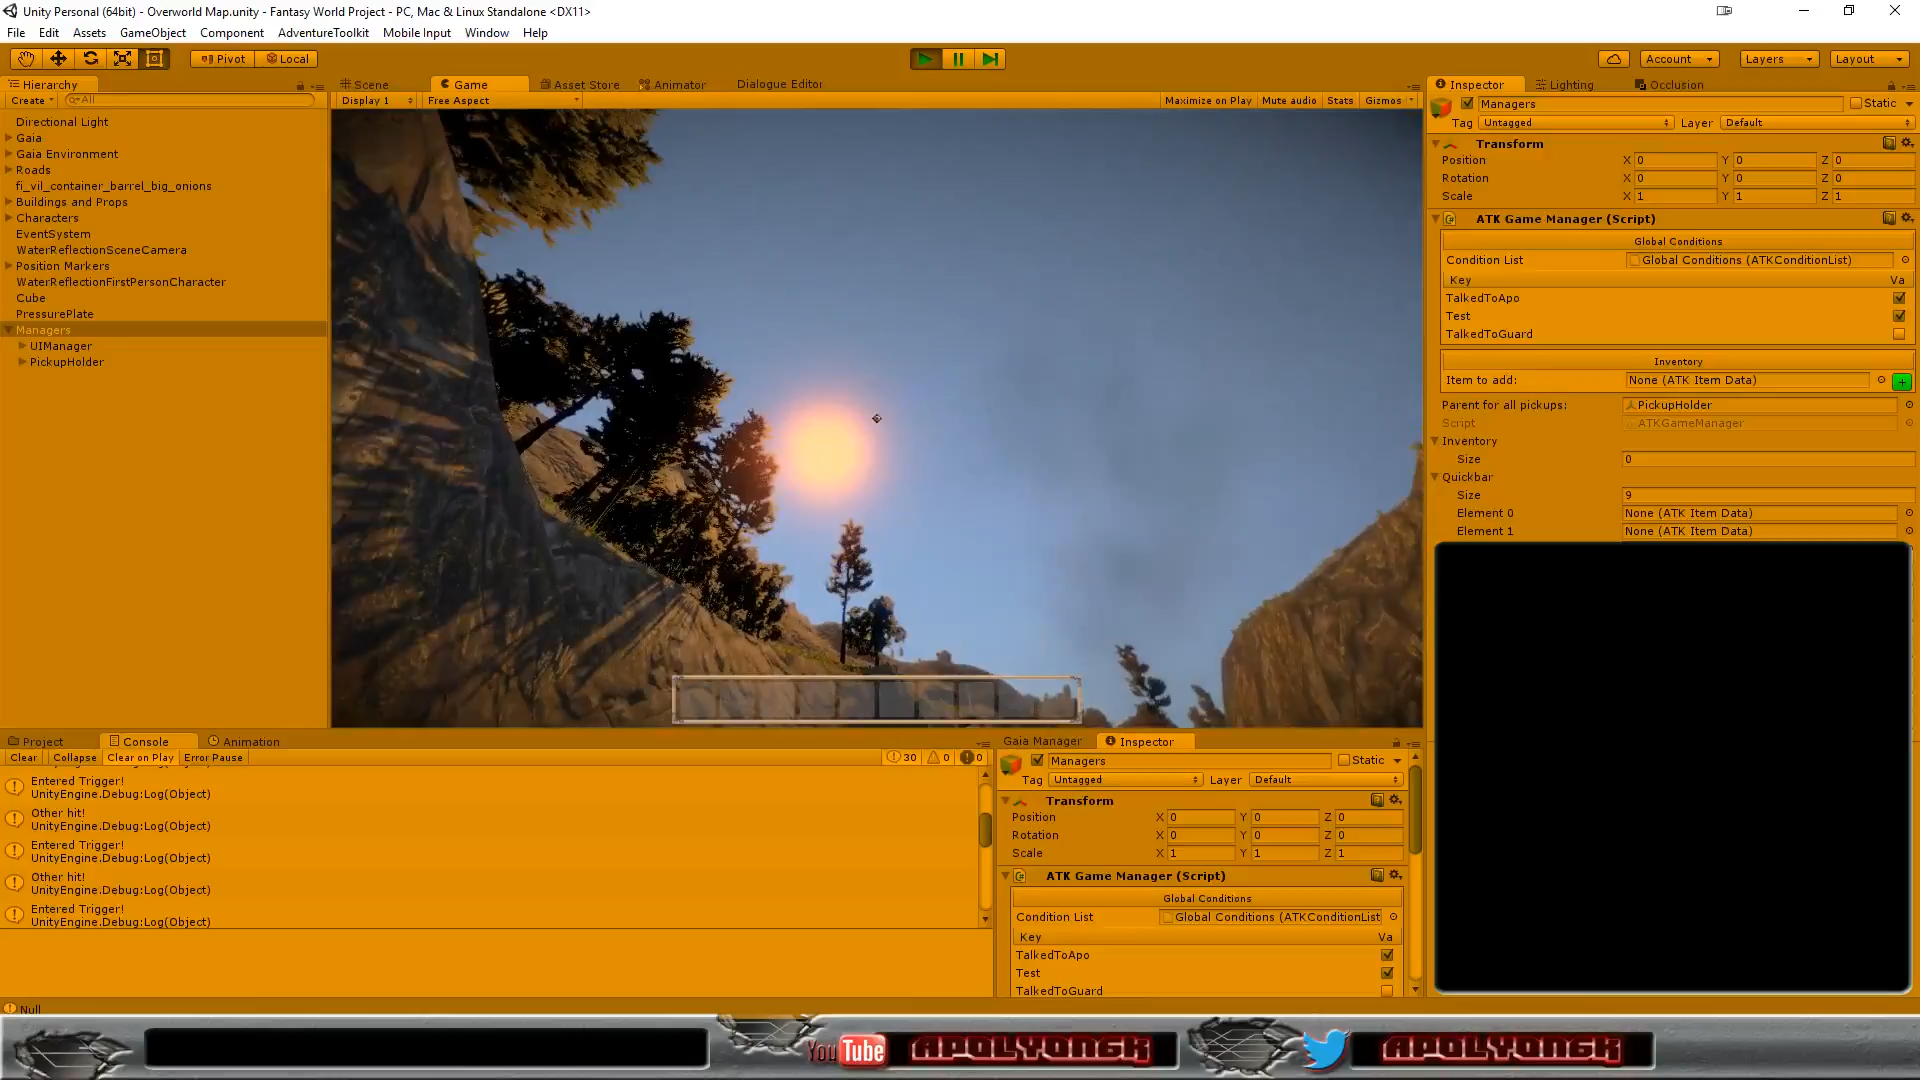 Unity Personal (64bit) - Overworld Map.unity - Fantasy World Project - PC, Mac & Linux Standalone <DX11>
File Edit Assets GameObject Component AdventureToolkit Mobile Input Window Help
Pivot Local Account Layers Layout
Hierarchy
Create All
Directional Light
Gaia
Gaia Environment
Roads
fi_vil_container_barrel_big_onions
Buildings and Props
Characters
EventSystem
WaterReflectionSceneCamera
Position Markers
WaterReflectionFirstPersonCharacter
Cube
PressurePlate
Managers
UIManager
PickupHolder
Scene Game Asset Store Animator Dialogue Editor
Display 1 Free Aspect Maximize on Play Mute audio Stats Gizmos
Inspector Lighting Occlusion
Managers Static
Tag Untagged Layer Default
Transform
Position X 0 Y 0 Z 0
Rotation X 0 Y 0 Z 0
Scale X 1 Y 1 Z 1
ATK Game Manager (Script)
Global Conditions
Condition List Global Conditions (ATKConditionList)
Key Va
TalkedToApo
Test
TalkedToGuard
Inventory
Item to add: None (ATK Item Data)
Parent for all pickups: PickupHolder
Script ATKGameManager
Inventory
Size 0
Quickbar
Size 9
Element 0 None (ATK Item Data)
Element 1 None (ATK Item Data)
Project Console Animation
Clear Collapse Clear on Play Error Pause 30 0 0
Entered Trigger!
UnityEngine.Debug:Log(Object)
Other hit!
UnityEngine.Debug:Log(Object)
Entered Trigger!
UnityEngine.Debug:Log(Object)
Other hit!
UnityEngine.Debug:Log(Object)
Entered Trigger!
UnityEngine.Debug:Log(Object)
Gaia Manager Inspector
Managers Static
Tag Untagged Layer Default
Transform
Position X 0 Y 0 Z 0
Rotation X 0 Y 0 Z 0
Scale X 1 Y 1 Z 1
ATK Game Manager (Script)
Global Conditions
Condition List Global Conditions (ATKConditionList
Key Va
TalkedToApo
Test
TalkedToGuard
Null
YouTube APOLYON6K APOLYON6K